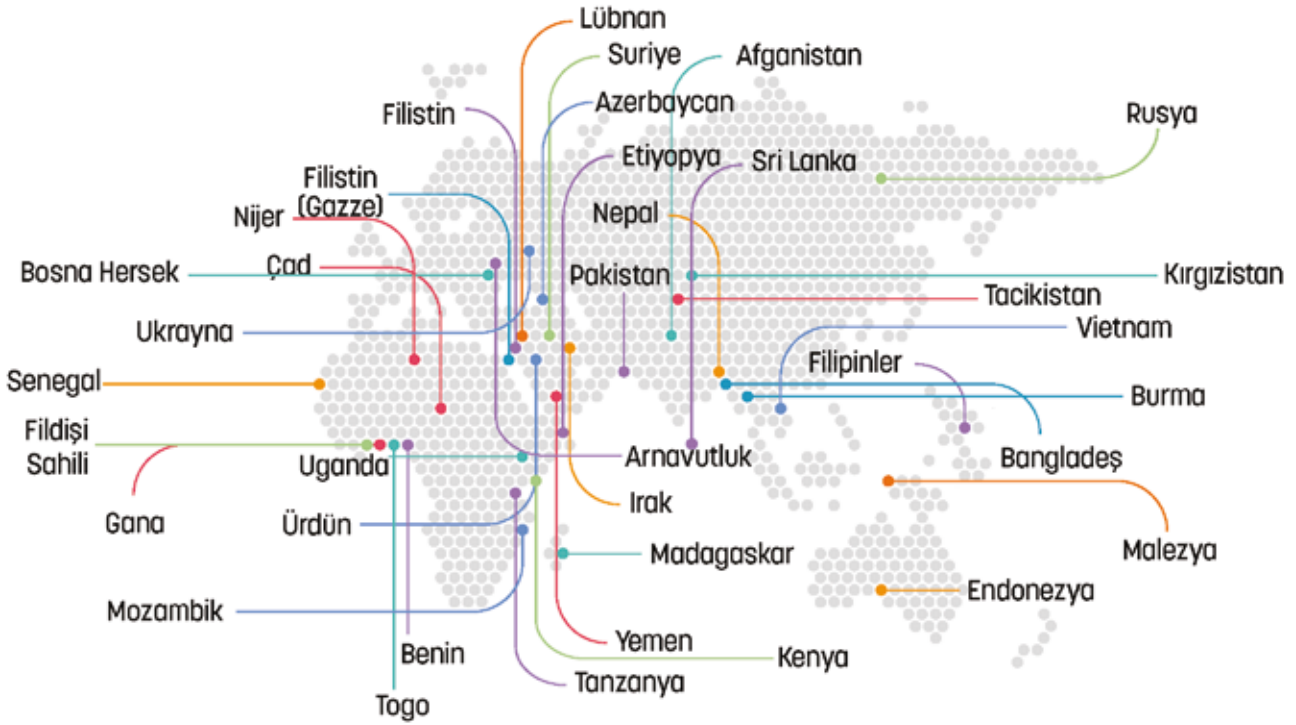 Lübnan
Suriye
Afganistan
Filistin
Azerbaycan
Rusya
Etiyopya
Sri Lanka
Filistin
(Gazze)
Nijer
Nepal
Bosna Hersek
Çad
Pakistan
Kırgızistan
Tacikistan
Ukrayna
Vietnam
Filipinler
Senegal
Burma
Fildişi
Sahili
Uganda
Arnavutluk
Bangladeş
Gana
Ürdün
Irak
Madagaskar
Malezya
Endonezya
Mozambik
Benin
Yemen
Kenya
Tanzanya
Togo